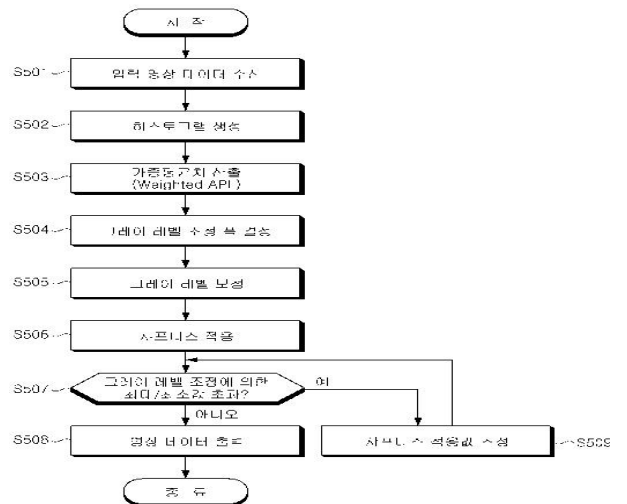 시 작
S501
입력 영상 데이터 수신
S502
히스토그램 생성
S503
가중평균치 산출
(Weighted APL)
S504
그레이 레벨 조정 폭 결정
S505
그레이 레벨 보정
S506
샤프니스 적용
S507
그레이 레벨 조정에 의한
최대/최소값 초과?
예
아니오
S508
영상 데이터 출력
샤프니스 적용값 조정
S509
종 료